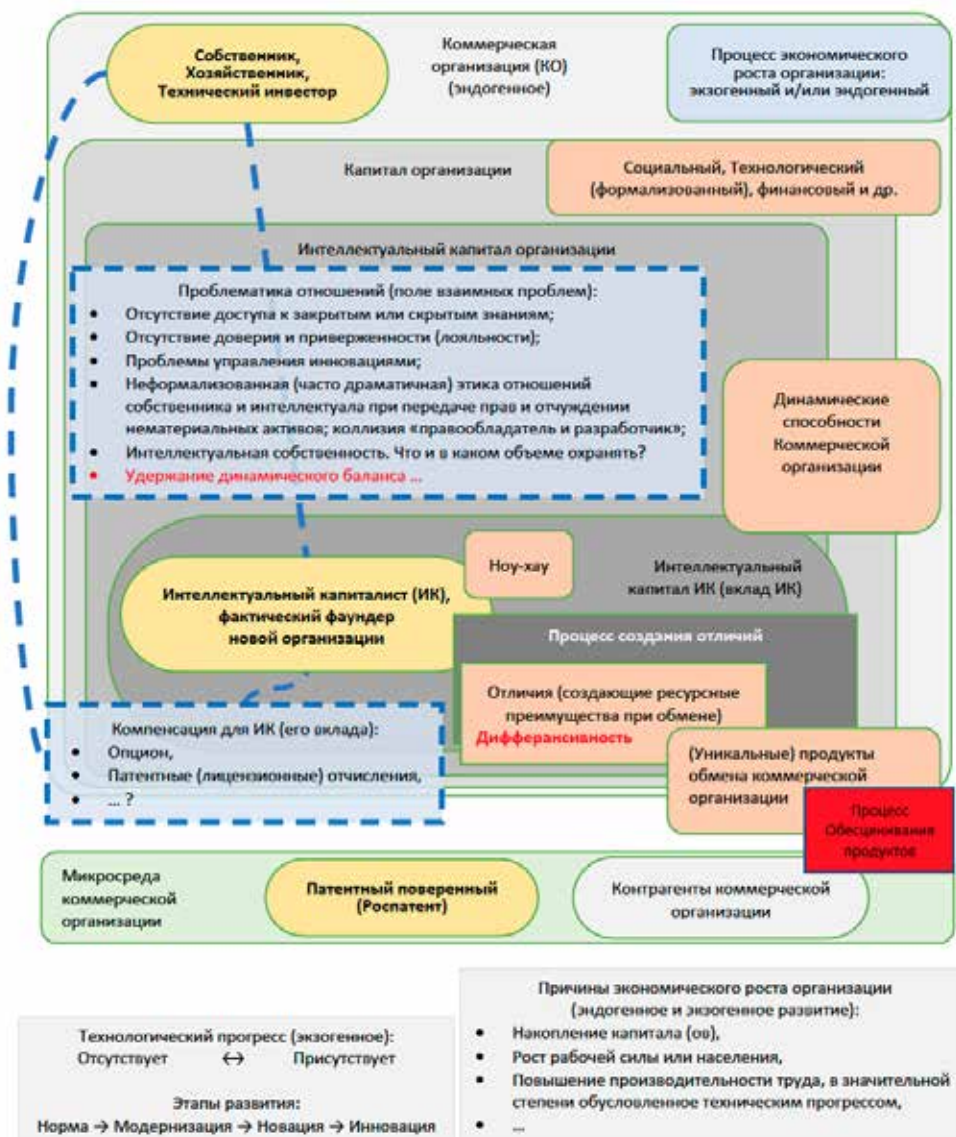 Собственник,
Хозяйственник,
Технический инвестор
Коммерческая
организация (КО)
(эндогенное)
Процесс экономического
роста организации:
экзогенный и/или эндогенный
Капитал организации
Социальный, Технологический
(формализованный), финансовый и др.
Интеллектуальный капитал организации
Проблематика отношений (поле взаимных проблем):
• Отсутствие доступа к закрытым или скрытым знаниям;
• Отсутствие доверия и приверженности (лояльности);
• Проблемы управления инновациями;
• Неформализованная (часто драматичная) этика отношений
собственника и интеллектуала при передаче прав и отчуждении
нематериальных активов; коллизия «правообладатель и разработчик»;
• Интеллектуальная собственность. Что и в каком объеме охранять?
• Удержание динамического баланса ...
Динамические
способности
Коммерческой
организации
Ноу-хау
Интеллектуальный
капитал ИК (вклад ИК)
Интеллектуальный капиталист (ИК),
фактический фаундер
новой организации
Процесс создания отличий
Отличия (создающие ресурсные
преимущества при обмене)
Дифферансивность
Компенсация для ИК (его вклада):
• Опцион,
• Патентные (лицензионные) отчисления,
• ... ?
(Уникальные) продукты
обмена коммерческой
организации
Процесс
Обесценивания
продуктов
Микросреда
коммерческой
организации
Патентный поверенный
(Роспатент)
Контрагенты коммерческой
организации
Технологический прогресс (экзогенное):
Отсутствует ↔ Присутствует
Этапы развития:
Норма → Модернизация → Новация → Инновация
Причины экономического роста организации
(эндогенное и экзогенное развитие):
• Накопление капитала (ов),
• Рост рабочей силы или населения,
• Повышение производительности труда, в значительной
степени обусловленное техническим прогрессом,
• ...